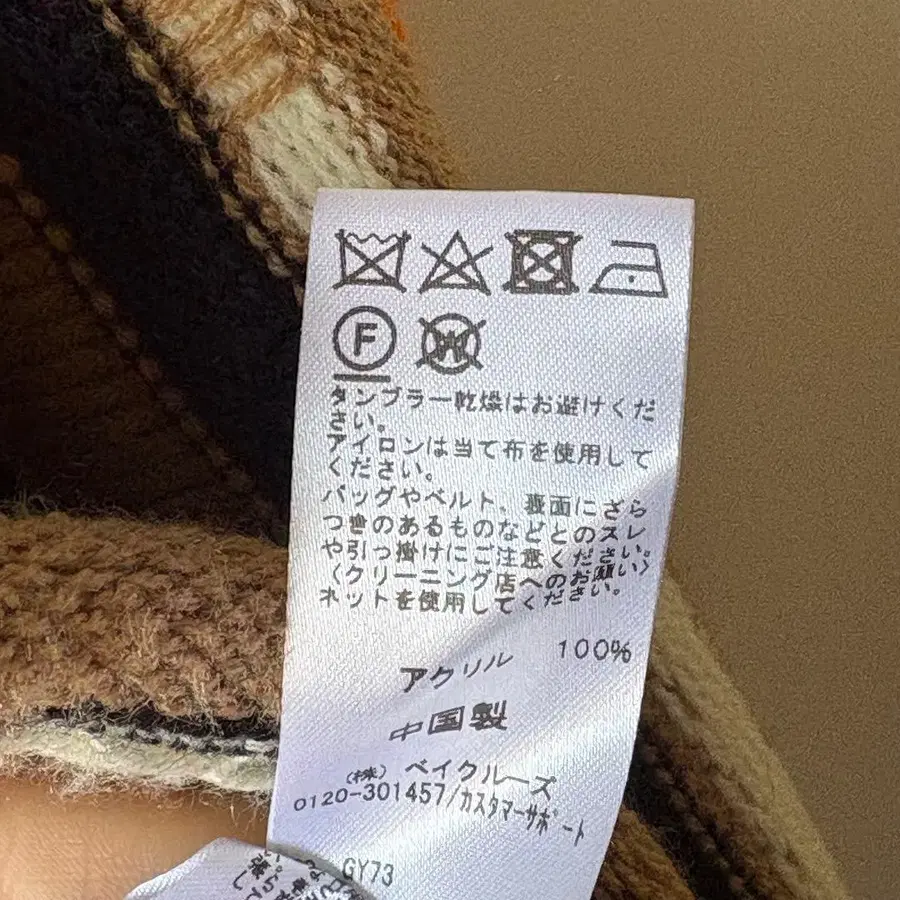 F W
タンブラー乾燥はお避けくだ
さい。
アイロンは当て布を使用して
ください。
バッグやベルト、裏面にざら
つきのあるものなどとのスレ
や引っ掛けにご注意ください。
〈クリーニング店へのお願い〉
ネットを使用してください。
アクリル 100%
中国製
(株) ベイクルーズ
0120-301457/カスタマーサポート
GY73